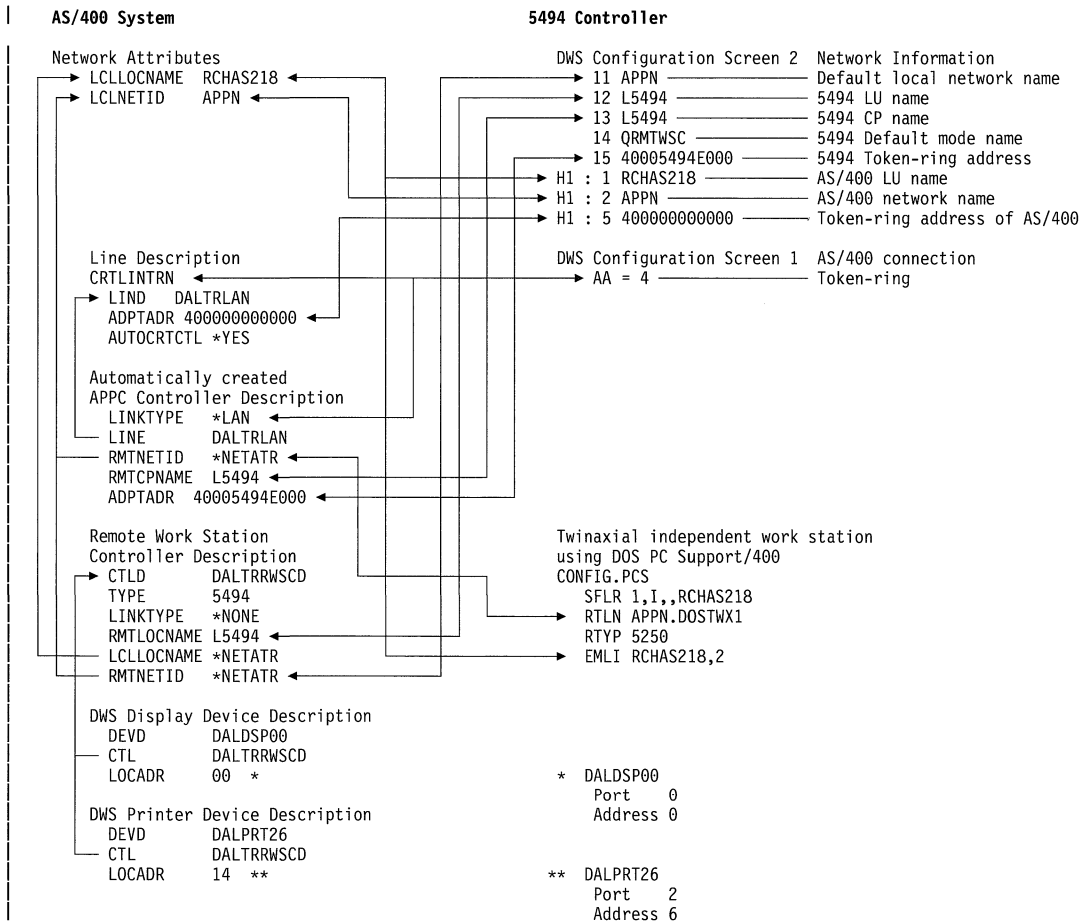 AS/400 System 5494 Controller
Network Attributes DWS Configuration Screen 2 Network Information
LCLLOCNAME RCHAS218 11 APPN Default local network name
LCLNETID APPN 12 L5494 5494 LU name
13 L5494 5494 CP name
14 QRMTWSC 5494 Default mode name
15 40005494E000 5494 Token-ring address
H1 : 1 RCHAS218 AS/400 LU name
H1 : 2 APPN AS/400 network name
H1 : 5 400000000000 Token-ring address of AS/400
Line Description DWS Configuration Screen 1 AS/400 connection
CRTLINTRN AA = 4 Token-ring
LIND DALTRLAN
ADPTADR 400000000000
AUTOCRTCTL *YES
Automatically created
APPC Controller Description
LINKTYPE *LAN
LINE DALTRLAN
RMTNETID *NETATR
RMTCPNAME L5494
ADPTADR 40005494E000
Remote Work Station Twinaxial independent work station
Controller Description using DOS PC Support/400
CTLD DALTRRWSCD CONFIG.PCS
TYPE 5494 SFLR 1,I,,RCHAS218
LINKTYPE *NONE RTLN APPN.DOSTWX1
RMTLOCNAME L5494 RTYP 5250
LCLLOCNAME *NETATR EMLI RCHAS218,2
RMTNETID *NETATR
DWS Display Device Description
DEVD DALDSP00
CTL DALTRRWSCD
LOCADR 00 * * DALDSP00
Port 0
DWS Printer Device Description Address 0
DEVD DALPRT26
CTL DALTRRWSCD
LOCADR 14 ** ** DALPRT26
Port 2
Address 6